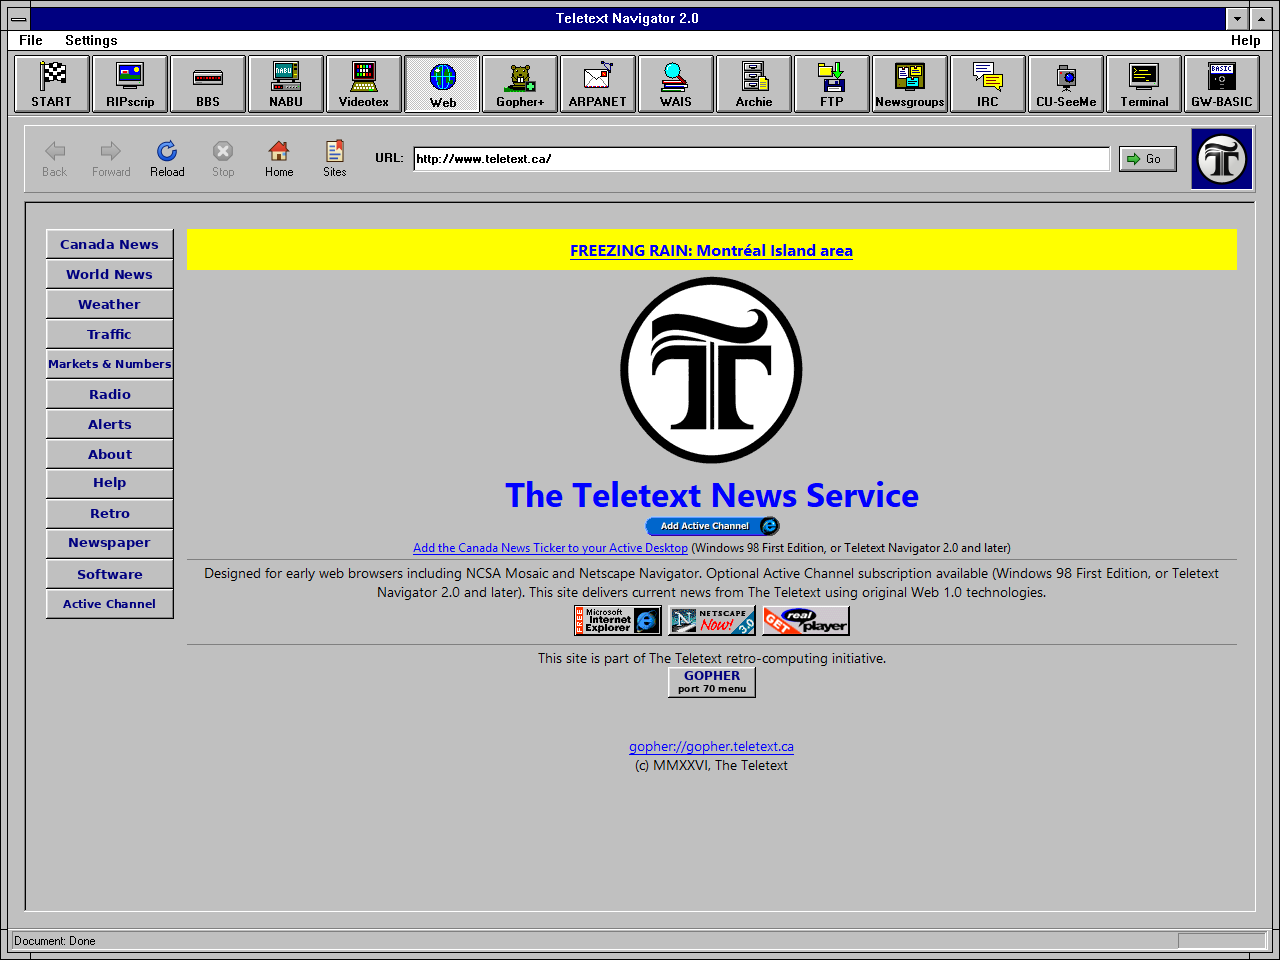 Teletext Navigator 2.0
File Settings Help
START RIPscrip BBS NABU Videotex Web Gopher+ ARPANET WAIS Archie FTP Newsgroups IRC CU-SeeMe Terminal GW-BASIC
NABU
BASIC
Back Forward Reload Stop Home Sites URL: http://www.teletext.ca/ Go
Canada News
World News
Weather
Traffic
Markets & Numbers
Radio
Alerts
About
Help
Retro
Newspaper
Software
Active Channel
FREEZING RAIN: Montréal Island area
T
The Teletext News Service
Add Active Channel
Add the Canada News Ticker to your Active Desktop (Windows 98 First Edition, or Teletext Navigator 2.0 and later)
Designed for early web browsers including NCSA Mosaic and Netscape Navigator. Optional Active Channel subscription available (Windows 98 First Edition, or Teletext
Navigator 2.0 and later). This site delivers current news from The Teletext using original Web 1.0 technologies.
FREE Microsoft Internet Explorer
N NETSCAPE Now! 3.0
GET real player
This site is part of The Teletext retro-computing initiative.
GOPHER
port 70 menu
gopher://gopher.teletext.ca
(c) MMXXVI, The Teletext
Document: Done